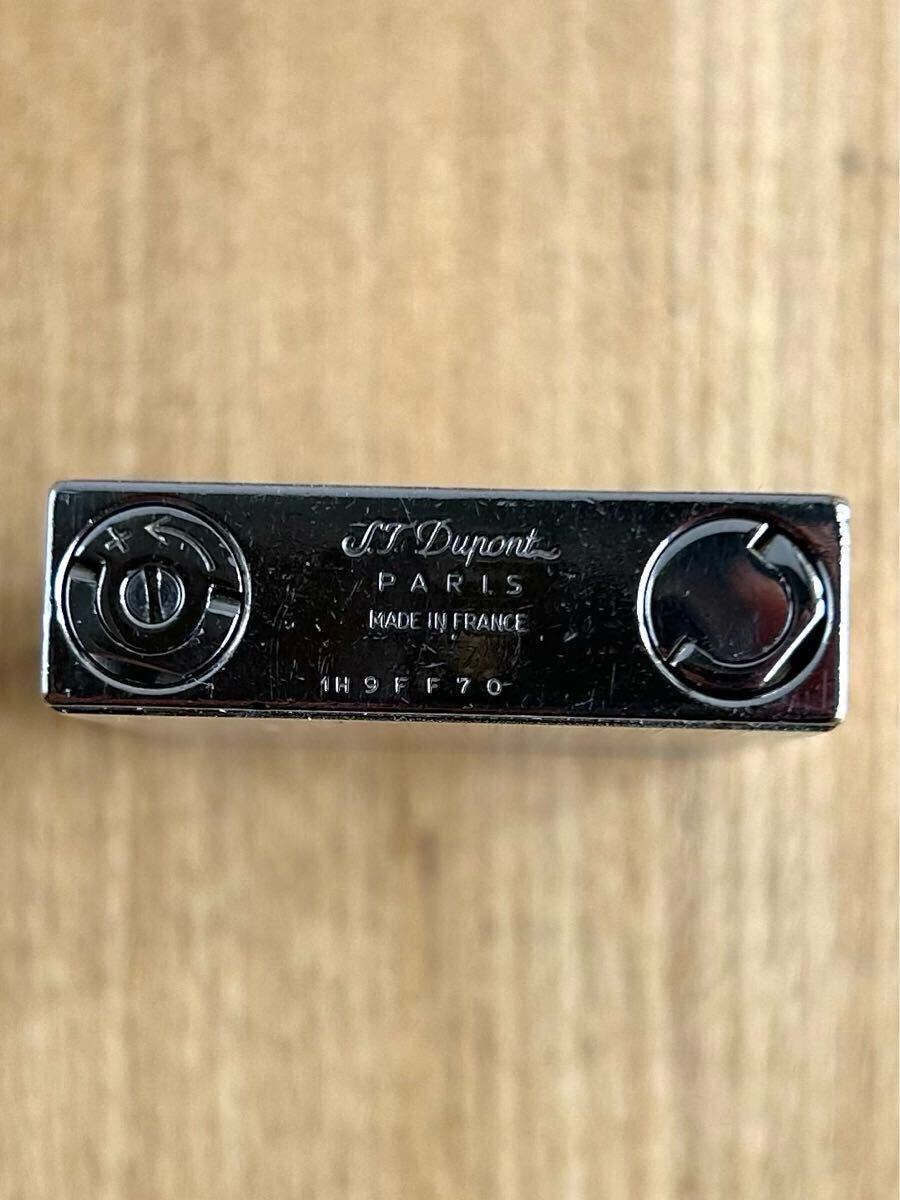 +
S.T. Dupont
PARIS
MADE IN FRANCE
1H9FF70